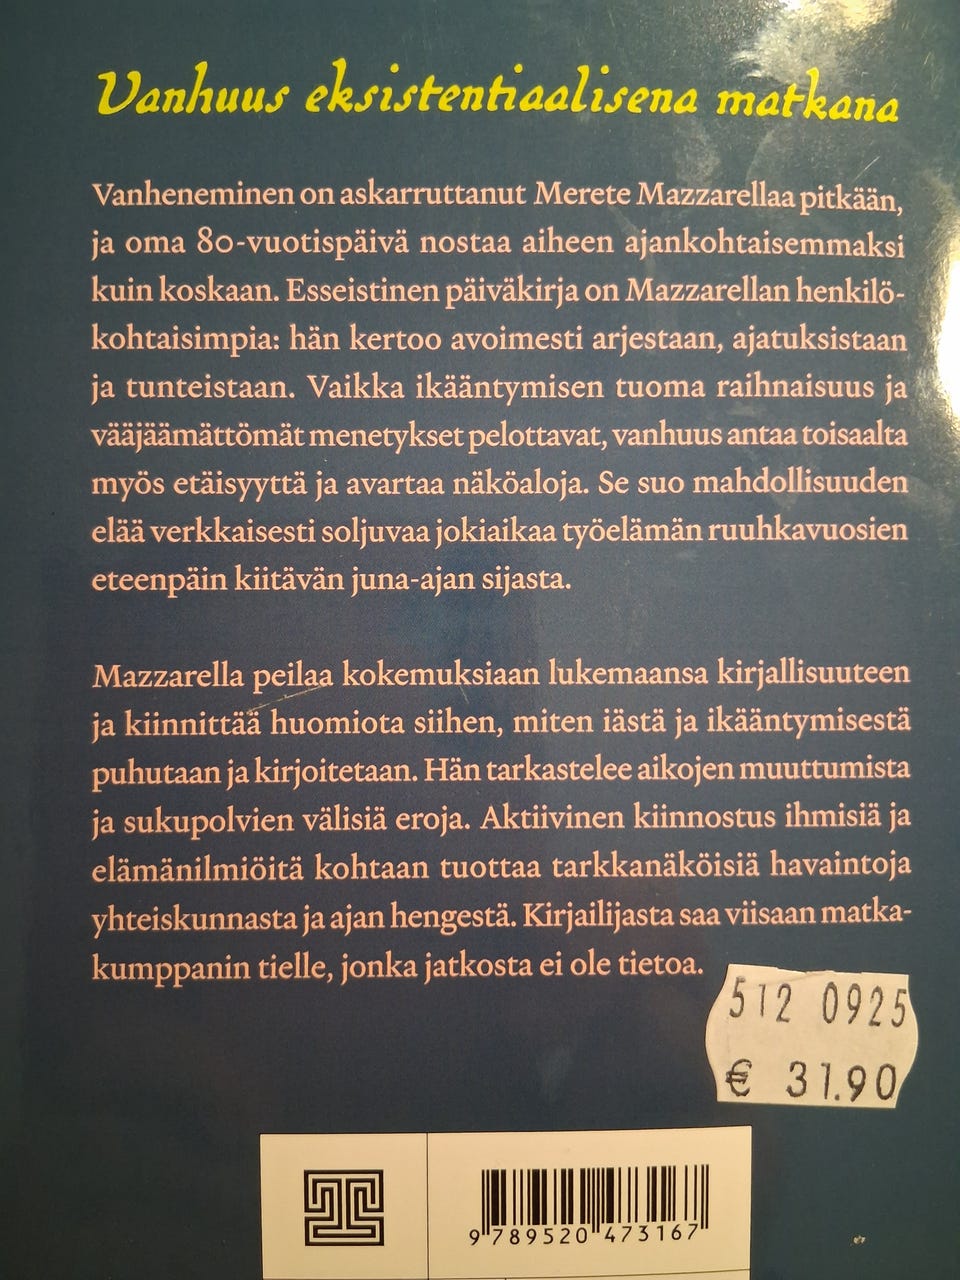 Vanhuus eksistentiaalisena matkana
Vanheneminen on askarruttanut Merete Mazzarellaa pitkään,
ja oma 80-vuotispäivä nostaa aiheen ajankohtaisemmaksi
kuin koskaan. Esseistinen päiväkirja on Mazzarellan henkilö-
kohtaisimpia: hän kertoo avoimesti arjestaan, ajatuksistaan
ja tunteistaan. Vaikka ikääntymisen tuoma raihnaisuus ja
vääjäämättömät menetykset pelottavat, vanhuus antaa toisaalta
myös etäisyyttä ja avartaa näköaloja. Se suo mahdollisuuden
elää verkkaisesti soljuvaa jokiaikaa työelämän ruuhkavuosien
eteenpäin kiitävän juna-ajan sijasta.
Mazzarella peilaa kokemuksiaan lukemaansa kirjallisuuteen
ja kiinnittää huomiota siihen, miten iästä ja ikääntymisestä
puhutaan ja kirjoitetaan. Hän tarkastelee aikojen muuttumista
ja sukupolvien välisiä eroja. Aktiivinen kiinnostus ihmisiä ja
elämänilmiöitä kohtaan tuottaa tarkkanäköisiä havaintoja
yhteiskunnasta ja ajan hengestä. Kirjailijasta saa viisaan matka-
kumppanin tielle, jonka jatkosta ei ole tietoa.
512 0925
€ 31.90
9 789520 473167